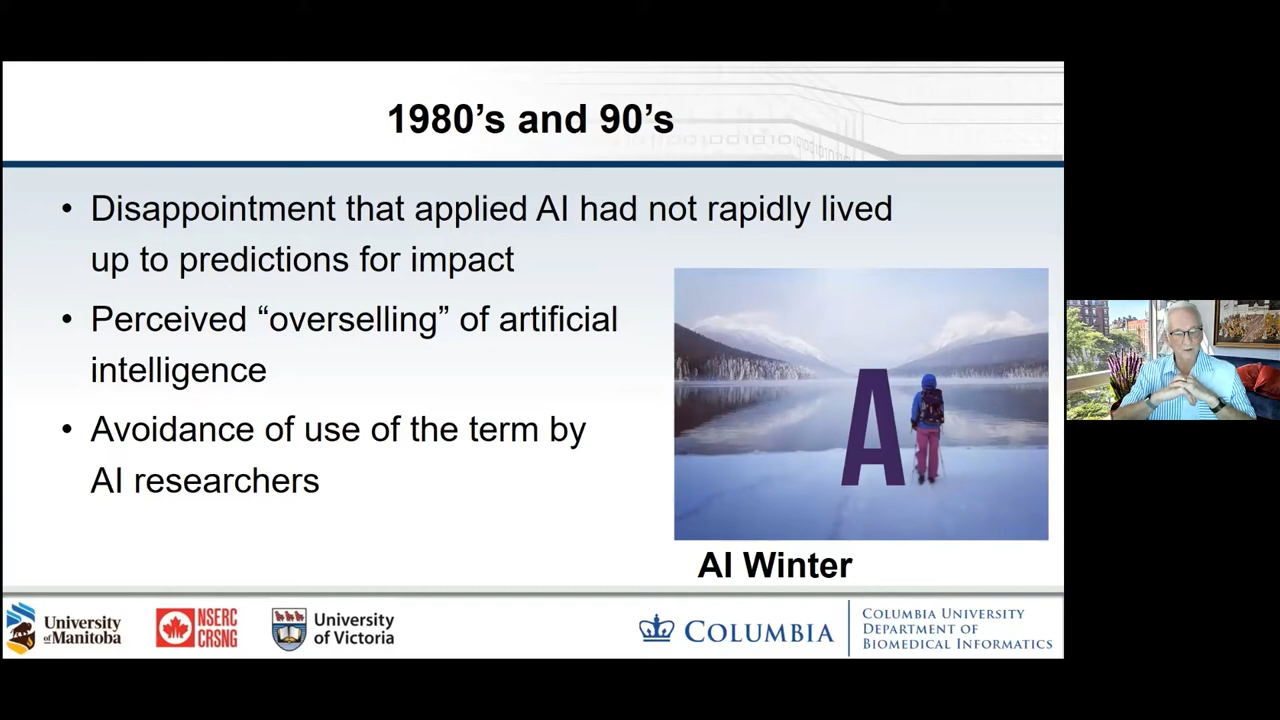 1980’s and 90’s
• Disappointment that applied AI had not rapidly lived
up to predictions for impact
• Perceived “overselling” of artificial
intelligence
• Avoidance of use of the term by
AI researchers
A
AI Winter
University
of Manitoba
NSERC
CRSNG
University
of Victoria
COLUMBIA
COLUMBIA UNIVERSITY
DEPARTMENT OF
BIOMEDICAL INFORMATICS